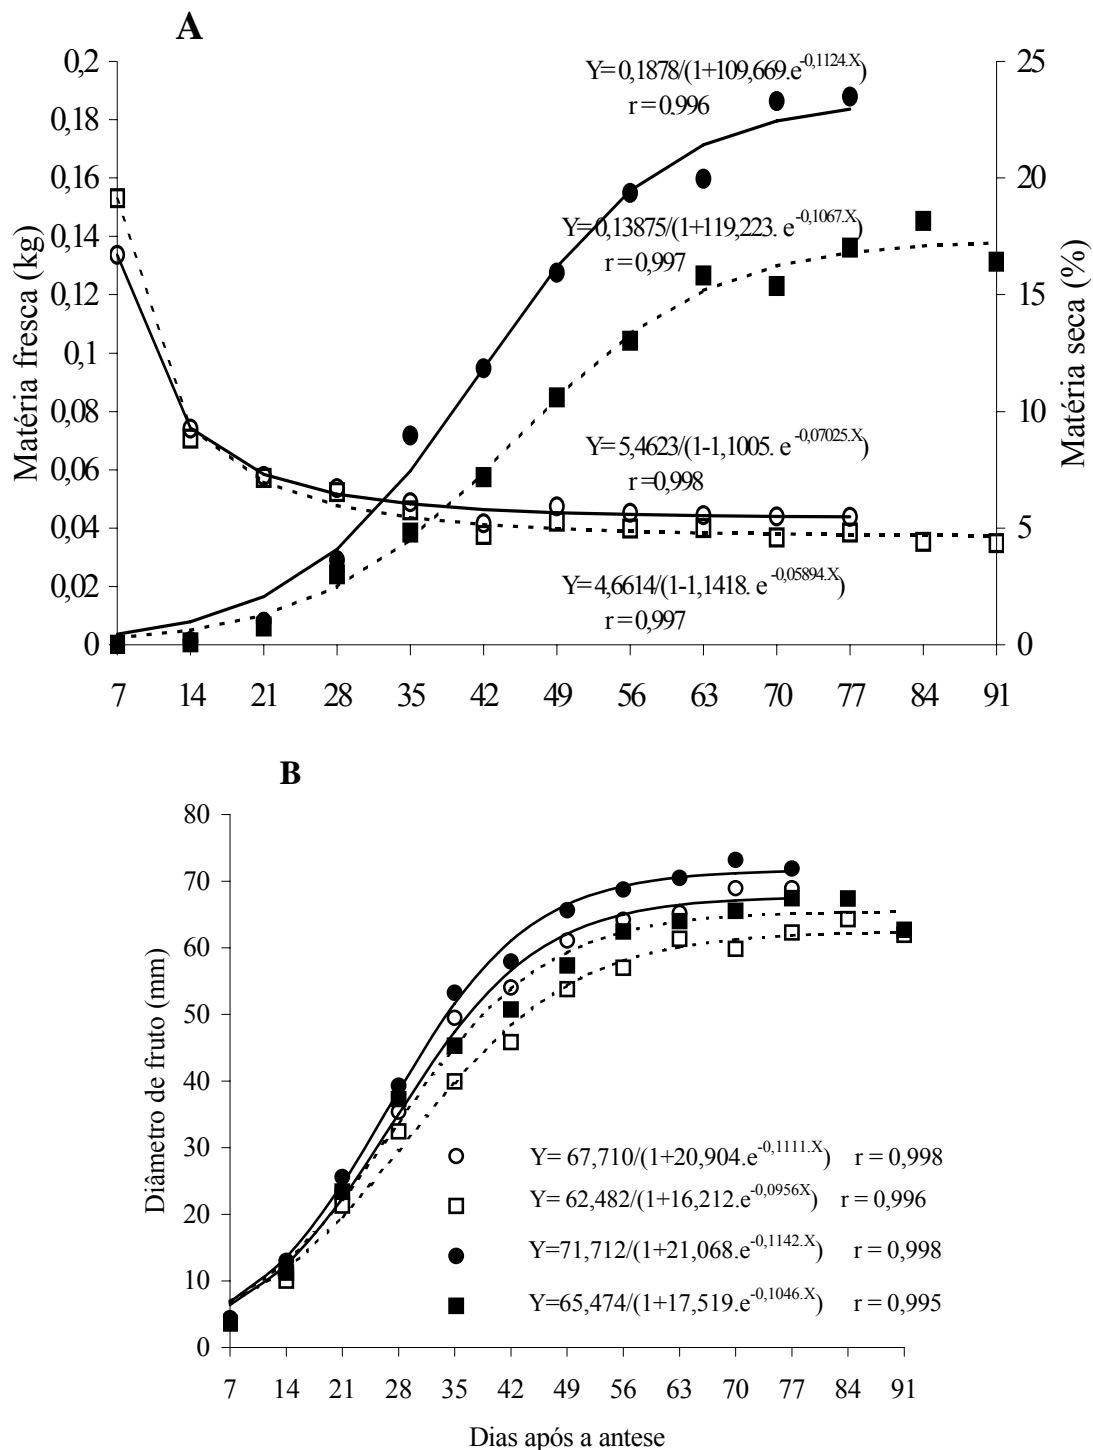 A
0,2
0,18
0,16
0,14
0,12
0,1
0,08
0,06
0,04
0,02
0
Matéria fresca (kg)
Y=0,1878/(1+109,669.e^-0,1124.X)
r = 0.996
Y=0,13875/(1+119,223. e^-0,1067.X)
r = 0,997
Y=5,4623/(1-1,1005. e^-0,07025.X)
r =0,998
Y=4,6614/(1-1,1418. e^-0,05894.X)
r = 0,997
25
20
15
10
5
0
Matéria seca (%)
7 14 21 28 35 42 49 56 63 70 77 84 91
B
80
70
60
50
40
30
20
10
0
Diâmetro de fruto (mm)
Y= 67,710/(1+20,904.e^-0,1111.X) r = 0,998
Y= 62,482/(1+16,212.e^-0,0956X) r = 0,996
Y=71,712/(1+21,068.e^-0,1142.X) r = 0,998
Y=65,474/(1+17,519.e^-0,1046.X) r = 0,995
7 14 21 28 35 42 49 56 63 70 77 84 91
Dias após a antese